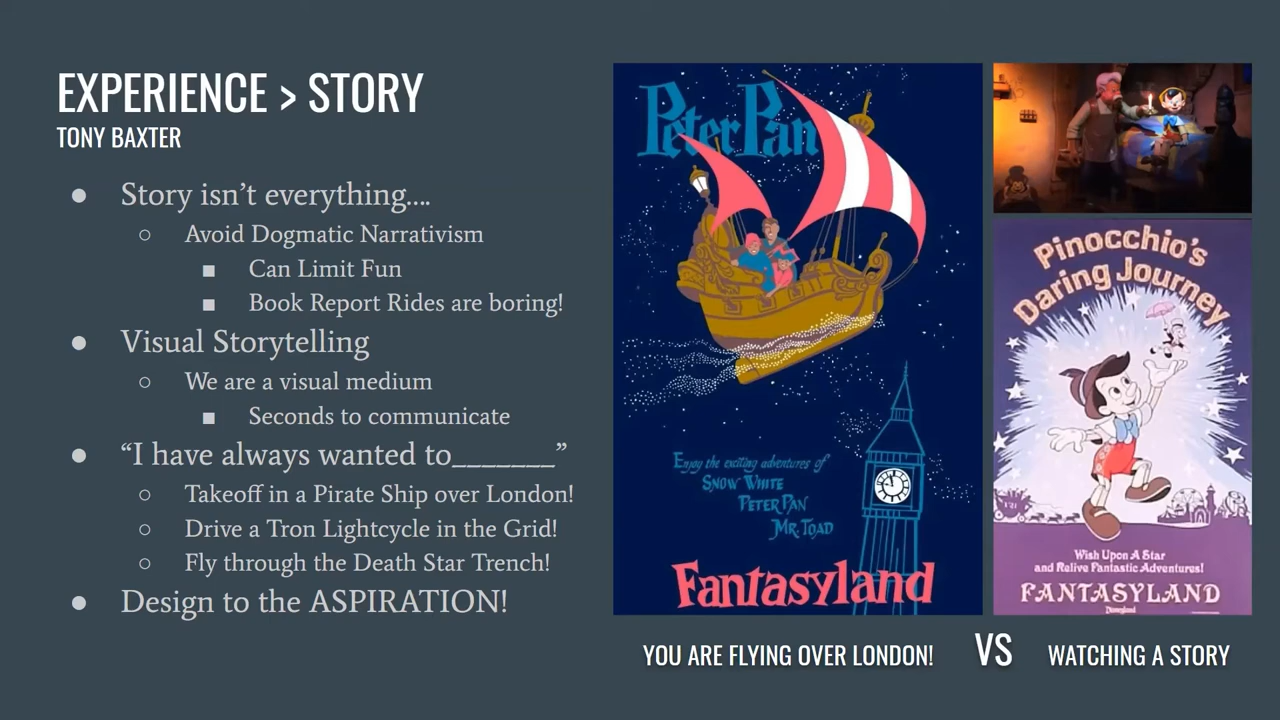 EXPERIENCE > STORY
TONY BAXTER
● Story isn’t everything....
○ Avoid Dogmatic Narrativism
■ Can Limit Fun
■ Book Report Rides are boring!
● Visual Storytelling
○ We are a visual medium
■ Seconds to communicate
● “I have always wanted to_______”
○ Takeoff in a Pirate Ship over London!
○ Drive a Tron Lightcycle in the Grid!
○ Fly through the Death Star Trench!
● Design to the ASPIRATION!
Peter Pan
Enjoy the exciting adventures of
SNOW WHITE
PETER PAN
MR. TOAD
Fantasyland
Pinocchio's
Daring Journey
Wish Upon A Star
and Relive Fantastic Adventures!
FANTASYLAND
Disneyland
YOU ARE FLYING OVER LONDON!
VS
WATCHING A STORY